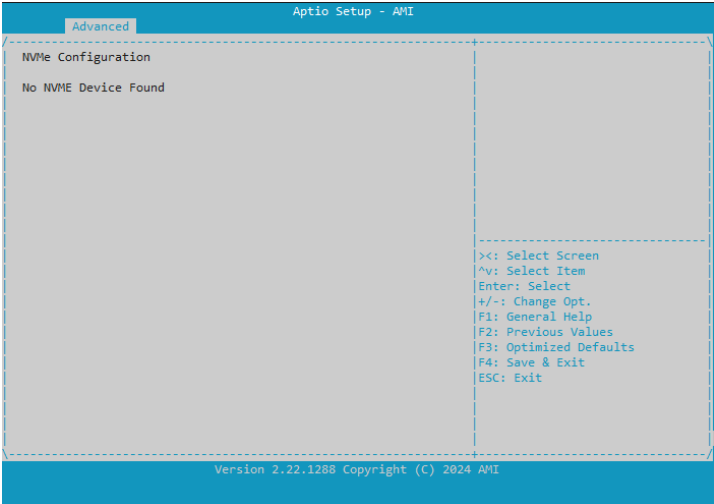 Aptio Setup - AMI
Advanced
NVMe Configuration
No NVME Device Found
><: Select Screen
^v: Select Item
Enter: Select
+/-: Change Opt.
F1: General Help
F2: Previous Values
F3: Optimized Defaults
F4: Save & Exit
ESC: Exit
Version 2.22.1288 Copyright (C) 2024 AMI